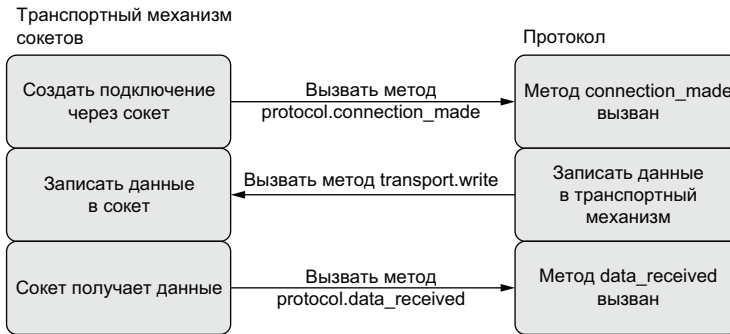 Транспортный механизм
сокетов
Протокол
Создать подключение
через сокет
Вызвать метод
protocol.connection_made
Метод connection_made
вызван
Записать данные
в сокет
Вызвать метод transport.write
Записать данные
в транспортный
механизм
Сокет получает данные
Вызвать метод
protocol.data_received
Метод data_received
вызван